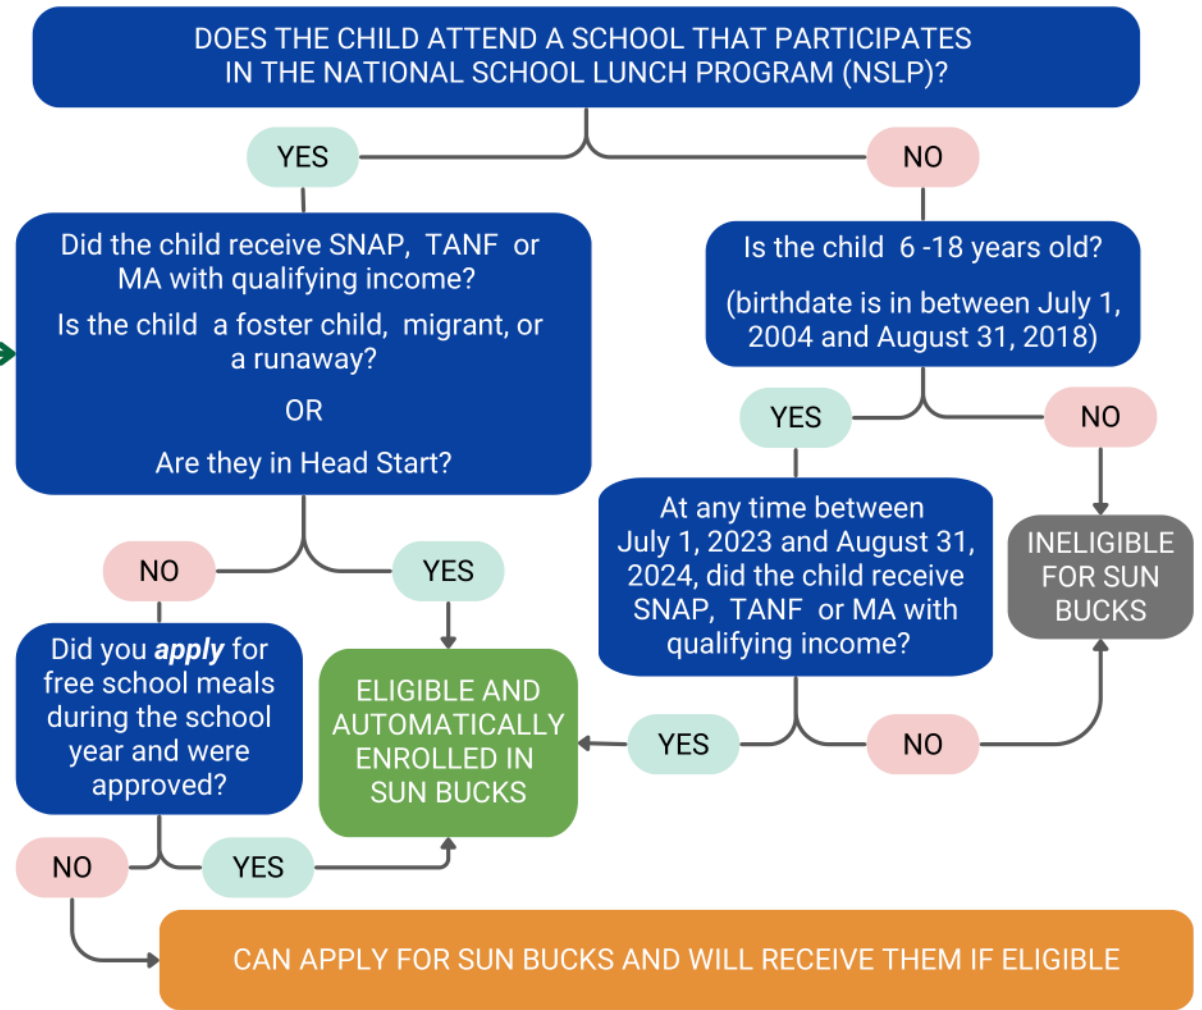 DOES THE CHILD ATTEND A SCHOOL THAT PARTICIPATES
IN THE NATIONAL SCHOOL LUNCH PROGRAM (NSLP)?
YES
NO
Did the child receive SNAP, TANF or
MA with qualifying income?
Is the child a foster child, migrant, or
a runaway?
OR
Are they in Head Start?
Is the child 6 -18 years old?
(birthdate is in between July 1,
2004 and August 31, 2018)
YES
NO
At any time between
July 1, 2023 and August 31,
2024, did the child receive
SNAP, TANF or MA with
qualifying income?
INELIGIBLE
FOR SUN
BUCKS
NO
YES
Did you apply for
free school meals
during the school
year and were
approved?
ELIGIBLE AND
AUTOMATICALLY
ENROLLED IN
SUN BUCKS
YES
NO
NO
YES
CAN APPLY FOR SUN BUCKS AND WILL RECEIVE THEM IF ELIGIBLE